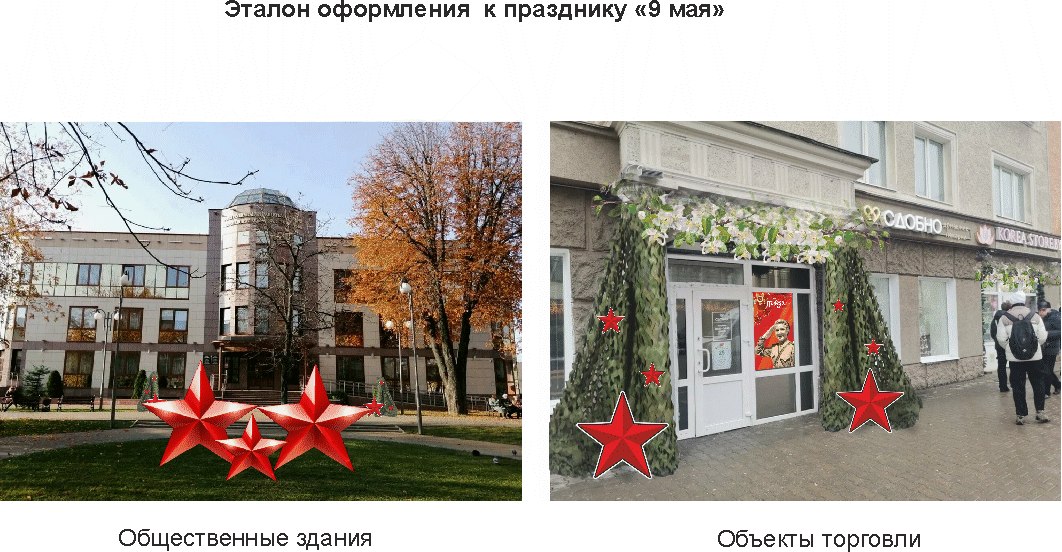 Эталон оформления к празднику «9 мая»
СДОБНО
KOREA STORE
Общественные здания
Объекты торговли